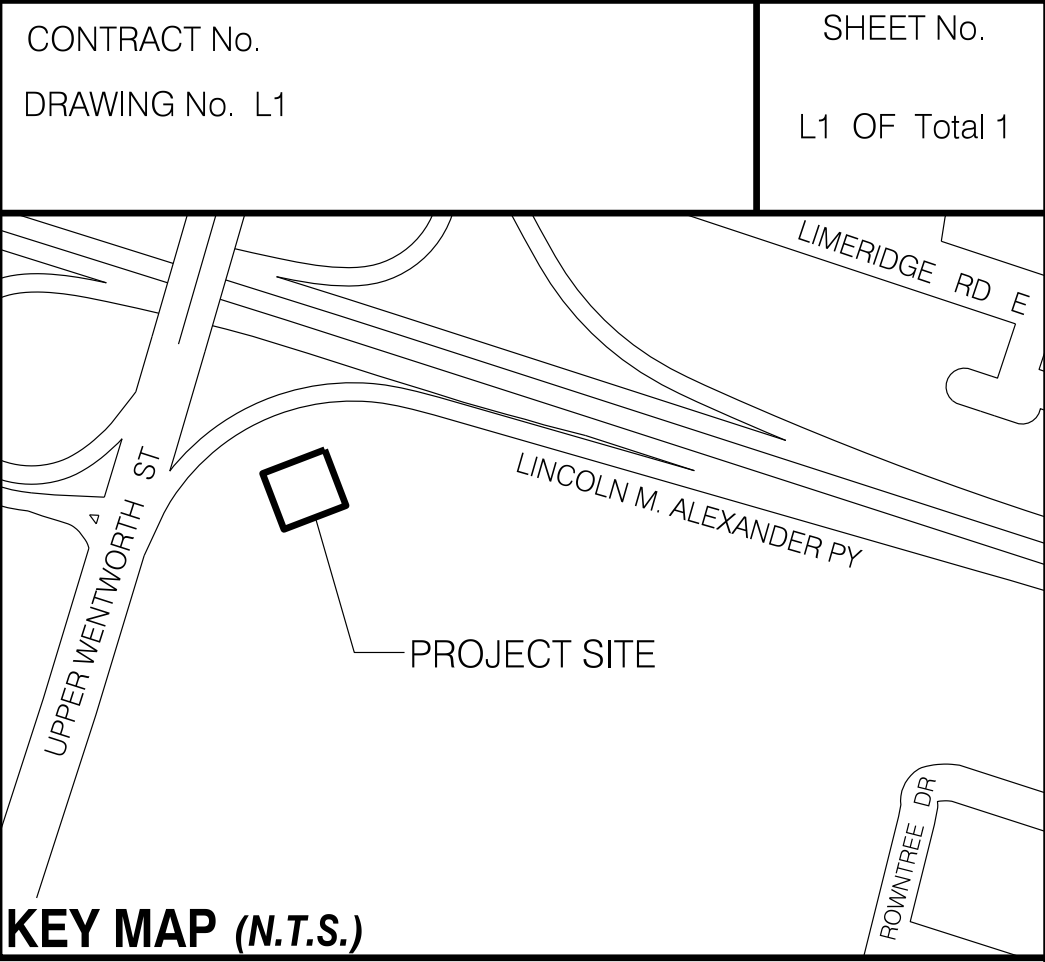 CONTRACT No.
DRAWING No. L1
SHEET No.
L1 OF Total 1
LIMERIDGE RD E
LINCOLN M. ALEXANDER PY
UPPER WENTWORTH ST
PROJECT SITE
ROWNTREE DR
KEY MAP (N.T.S.)